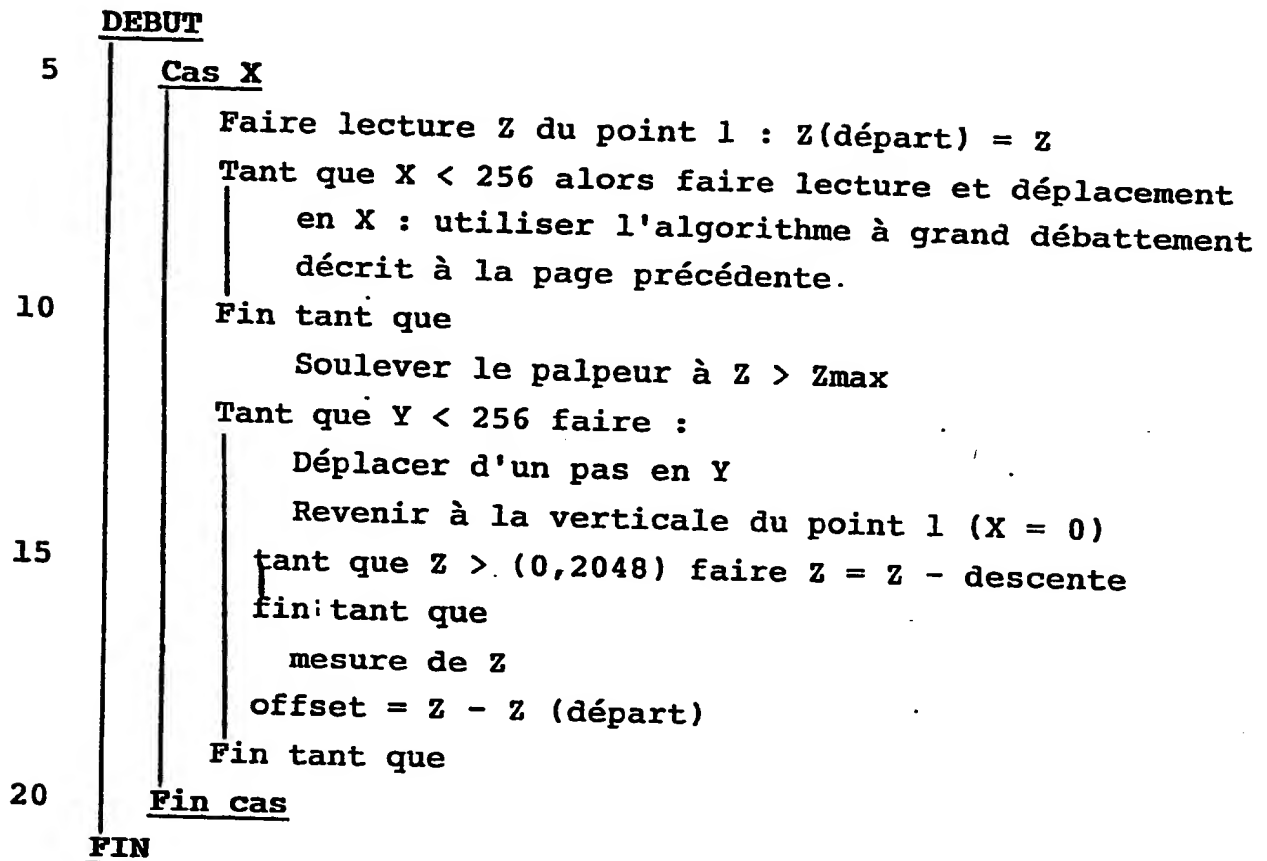 DEBUT
5 Cas X
Faire lecture Z du point 1 : Z(départ) = Z
Tant que X < 256 alors faire lecture et déplacement
en X : utiliser l'algorithme à grand débattement
décrit à la page précédente.
10 Fin tant que
Soulever le palpeur à Z > Zmax
Tant que Y < 256 faire :
Déplacer d'un pas en Y
Revenir à la verticale du point 1 (X = 0)
15 tant que Z > (0,2048) faire Z = Z - descente
fin tant que
mesure de Z
offset = Z - Z (départ)
Fin tant que
20 Fin cas
FIN